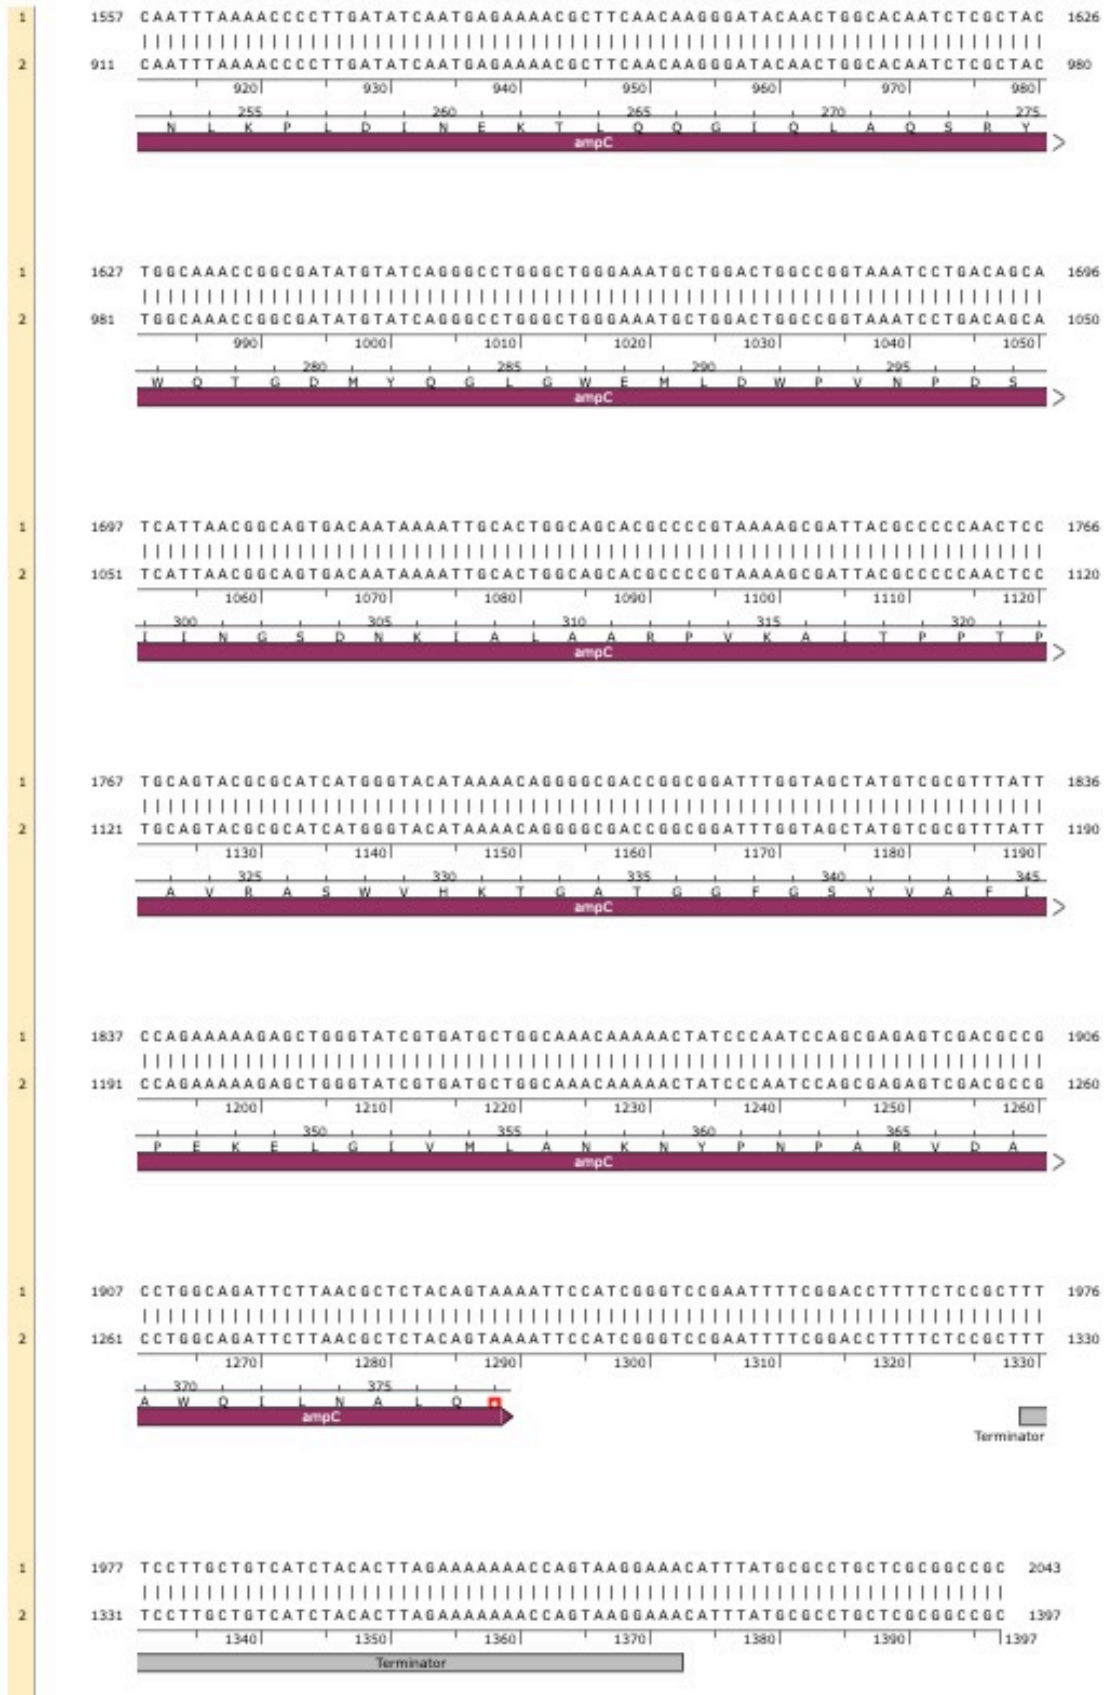 1 1557 CAATTTAAAACCCCTTGATATCAATGAGAAAACGCTTCAACAAGGGATACAACTGGCACAATCTCGCTAC 1626
2 911 CAATTTAAAACCCCTTGATATCAATGAGAAAACGCTTCAACAAGGGATACAACTGGCACAATCTCGCTAC 980
920 930 940 950 960 970 980
255 260 265 270 275
N L K P L D I N E K T L Q Q G I Q L A Q S R Y
ampC
1 1627 TGGCAAACCGGCGATATGTATCAGGGCCTGGGCTGGGAAATGCTGGACTGGCCGGTAAATCCTGACAGCA 1696
2 981 TGGCAAACCGGCGATATGTATCAGGGCCTGGGCTGGGAAATGCTGGACTGGCCGGTAAATCCTGACAGCA 1050
990 1000 1010 1020 1030 1040 1050
280 285 290 295
W Q T G D M Y Q G L G W E M L D W P V N P D S
ampC
1 1697 TCATTAACGGCAGTGACAATAAAATTGCACTGGCAGCACGCCCCGTAAAAGCGATTACGCCCCCAACTCC 1766
2 1051 TCATTAACGGCAGTGACAATAAAATTGCACTGGCAGCACGCCCCGTAAAAGCGATTACGCCCCCAACTCC 1120
1060 1070 1080 1090 1100 1110 1120
300 305 310 315 320
I I N G S D N K I A L A A R P V K A I T P P T P
ampC
1 1767 TGCAGTACGCGCATCATGGGTACATAAAACAGGGGCGACCGGCGGATTTGGTAGCTATGTCGCGTTTATT 1836
2 1121 TGCAGTACGCGCATCATGGGTACATAAAACAGGGGCGACCGGCGGATTTGGTAGCTATGTCGCGTTTATT 1190
1130 1140 1150 1160 1170 1180 1190
325 330 335 340 345
A V R A S W V H K T G A T G G F G S Y V A F I
ampC
1 1837 CCAGAAAAAGAGCTGGGTATCGTGATGCTGGCAAACAAAAACTATCCCAATCCAGCGAGAGTCGACGCCG 1906
2 1191 CCAGAAAAAGAGCTGGGTATCGTGATGCTGGCAAACAAAAACTATCCCAATCCAGCGAGAGTCGACGCCG 1260
1200 1210 1220 1230 1240 1250 1260
350 355 360 365
P E K E L G I V M L A N K N Y P N P A R V D A
ampC
1 1907 CCTGGCAGATTCTTAACGCTCTACAGTAAAATTCCATCGGGTCCGAATTTTCGGACCTTTTCTCCGCTTT 1976
2 1261 CCTGGCAGATTCTTAACGCTCTACAGTAAAATTCCATCGGGTCCGAATTTTCGGACCTTTTCTCCGCTTT 1330
1270 1280 1290 1300 1310 1320 1330
370 375
A W Q I L N A L Q
ampC
Terminator
1 1977 TCCTTGCTGTCATCTACACTTAGAAAAAAAACCAGTAAGGAAACATTTATGCGCCTGCTCGCGGCCGC 2043
2 1331 TCCTTGCTGTCATCTACACTTAGAAAAAAAACCAGTAAGGAAACATTTATGCGCCTGCTCGCGGCCGC 1397
1340 1350 1360 1370 1380 1390 1397
Terminator